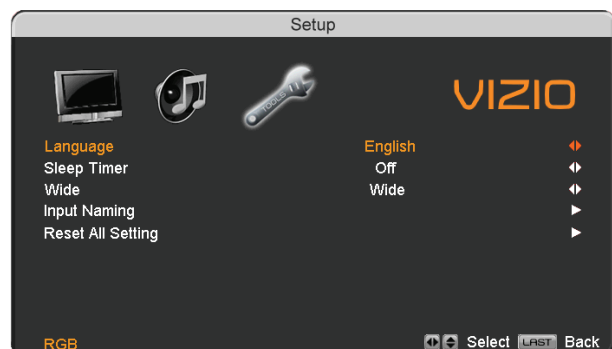 Setup
TOOLS
VIZIO
Language English
Sleep Timer Off
Wide Wide
Input Naming
Reset All Setting
RGB Select LAST Back